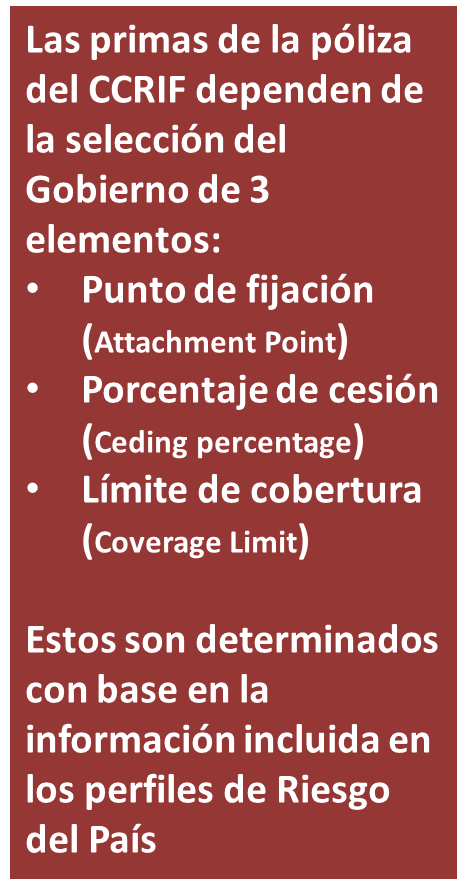 Las primas de la póliza
del CCRIF dependen de
la selección del
Gobierno de 3
elementos:
• Punto de fijación
(Attachment Point)
• Porcentaje de cesión
(Ceding percentage)
• Límite de cobertura
(Coverage Limit)
Estos son determinados
con base en la
información incluida en
los perfiles de Riesgo
del País